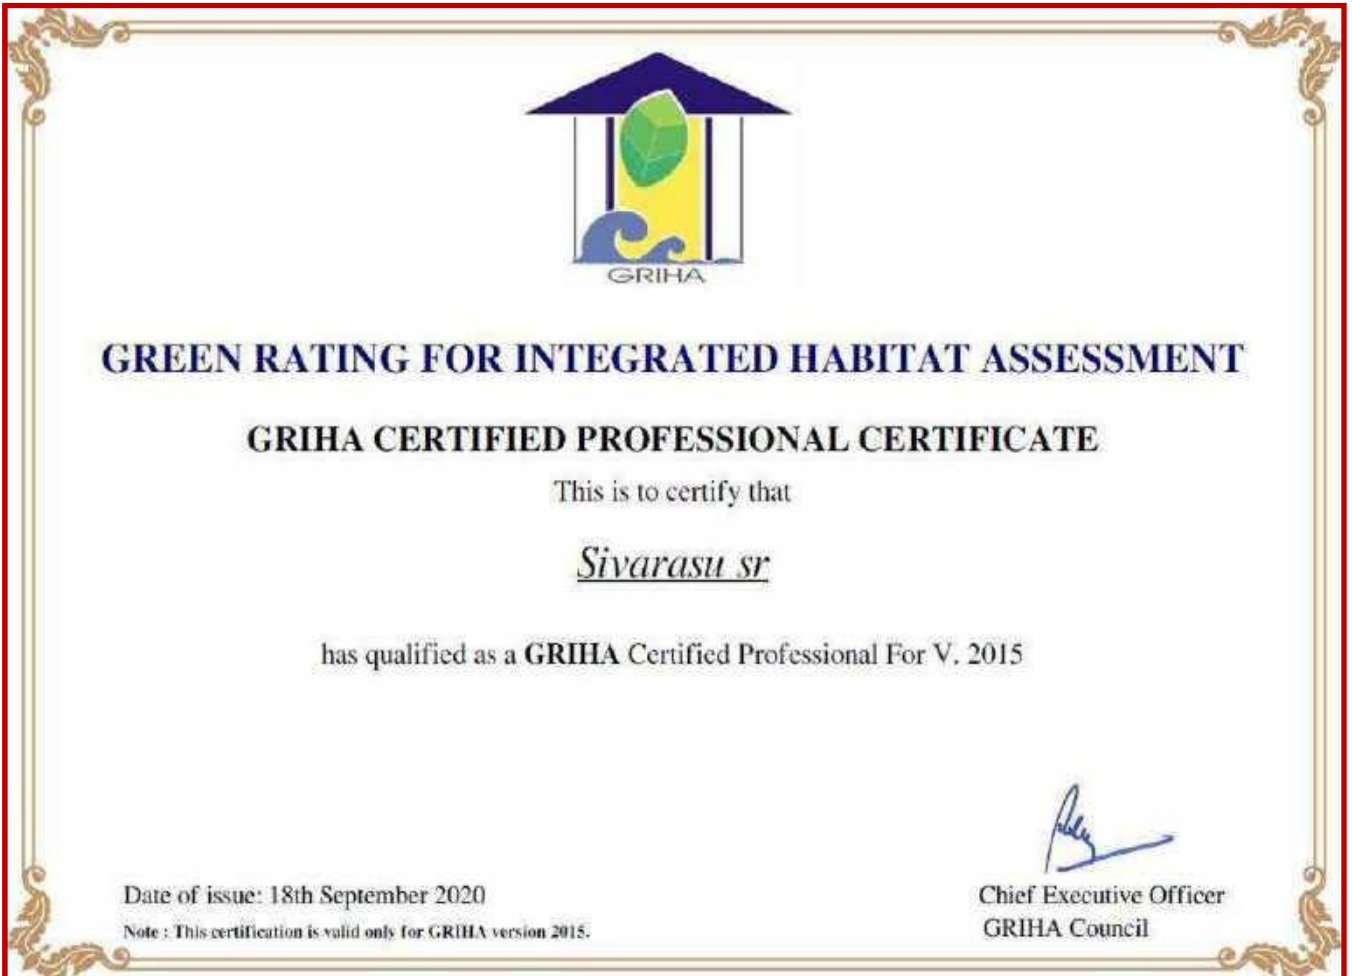 GRIHA
GREEN RATING FOR INTEGRATED HABITAT ASSESSMENT
GRIHA CERTIFIED PROFESSIONAL CERTIFICATE
This is to certify that
Sivarasu sr
has qualified as a GRIHA Certified Professional For V. 2015
Date of issue: 18th September 2020
Note : This certification is valid only for GRIHA version 2015.
Chief Executive Officer
GRIHA Council